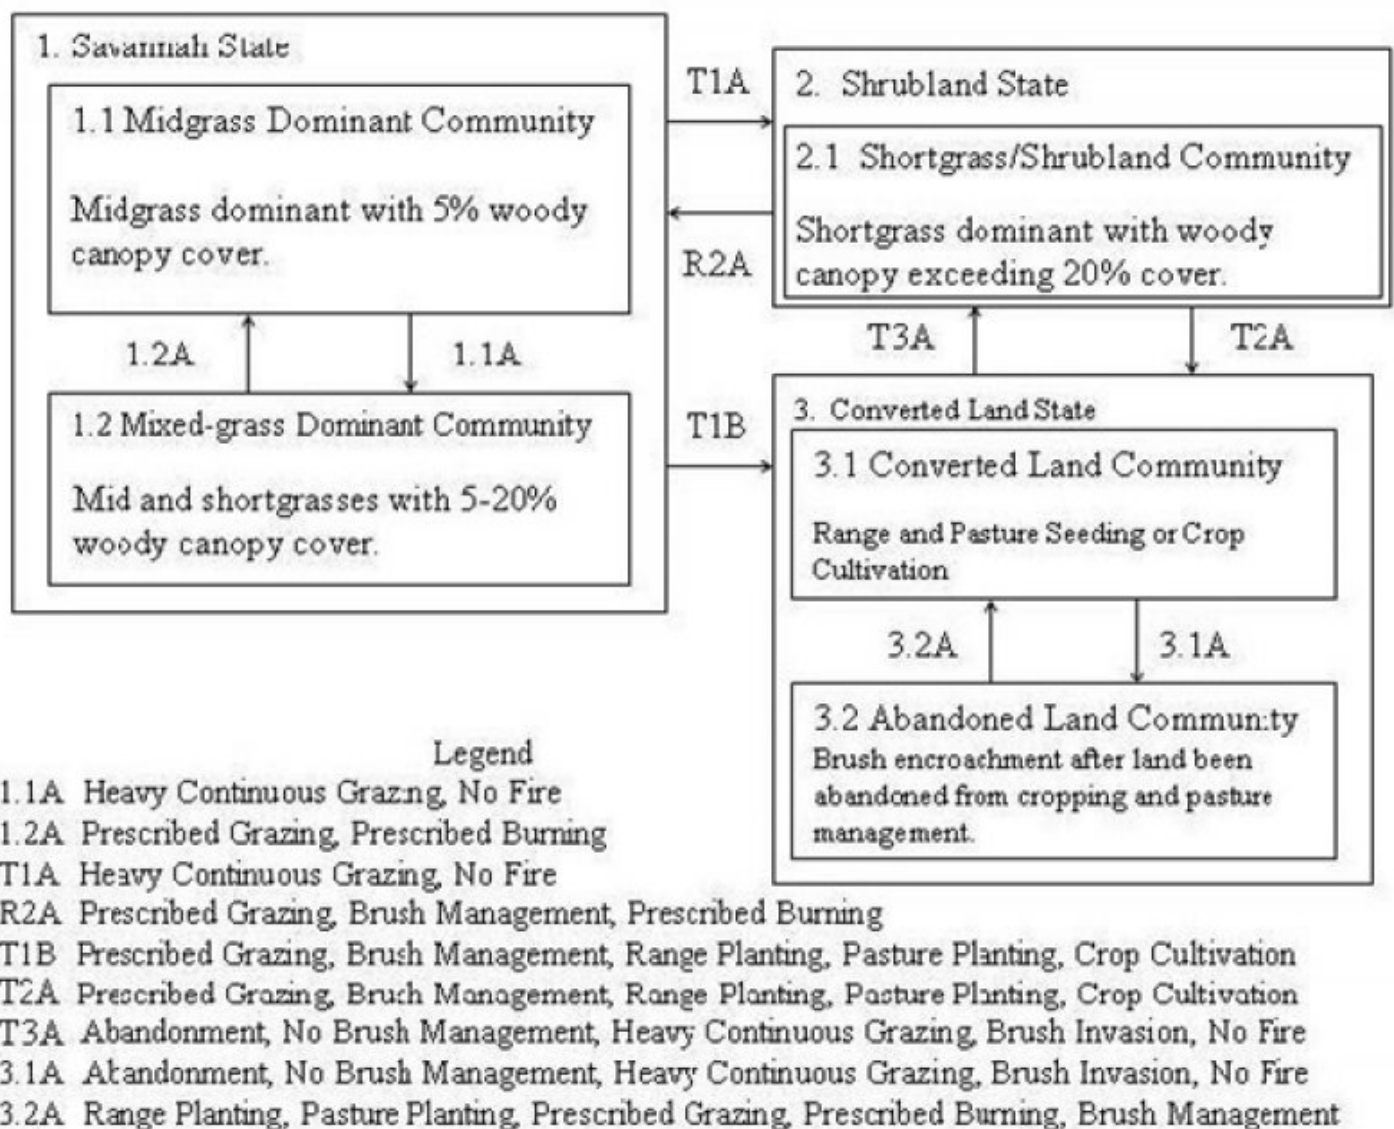 1. Savannah State
1.1 Midgrass Dominant Community
Midgrass dominant with 5% woody
canopy cover.
1.2A
1.1A
1.2 Mixed-grass Dominant Community
Mid and shortgrasses with 5-20%
woody canopy cover.
T1A
R2A
T1B
2. Shrubland State
2.1 Shortgrass/Shrubland Community
Shortgrass dominant with woody
canopy exceeding 20% cover.
T3A
T2A
3. Converted Land State
3.1 Converted Land Community
Range and Pasture Seeding or Crop
Cultivation
3.2A
3.1A
3.2 Abandoned Land Community
Brush encroachment after land been
abandoned from cropping and pasture
management.
Legend
1.1A Heavy Continuous Grazing, No Fire
1.2A Prescribed Grazing, Prescribed Burning
T1A Heavy Continuous Grazing, No Fire
R2A Prescribed Grazing, Brush Management, Prescribed Burning
T1B Prescribed Grazing, Brush Management, Range Planting, Pasture Planting, Crop Cultivation
T2A Prescribed Grazing, Brush Management, Range Planting, Pasture Planting, Crop Cultivation
T3A Abandonment, No Brush Management, Heavy Continuous Grazing, Brush Invasion, No Fire
3.1A Abandonment, No Brush Management, Heavy Continuous Grazing, Brush Invasion, No Fire
3.2A Range Planting, Pasture Planting, Prescribed Grazing, Prescribed Burning, Brush Management